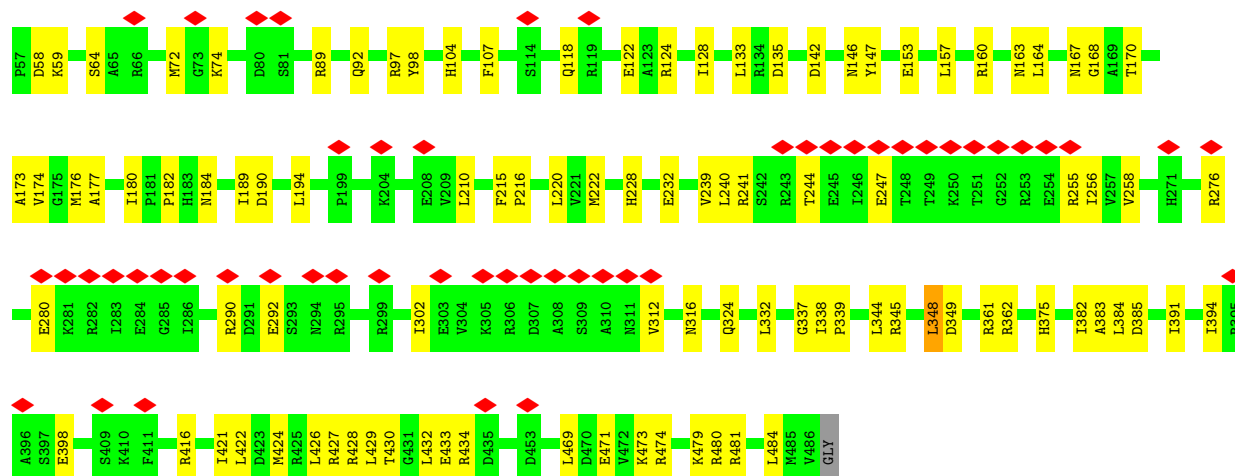 P57 D58 K59 S64 A65 R66 M72 G73 K74 D80 S81 R89 Q92 R97 Y98 H104 F107 S114 Q118 R119 E122 A123 R124 I128 L133 R134 D135 D142 N146 Y147 E153 L157 R160 N163 L164 N167 G168 A169 T170
A173 V174 G175 M176 A177 I180 P181 P182 H183 N184 I189 D190 L194 P199 K204 E208 V209 L210 F215 P216 L220 V221 M222 H228 E232 V239 L240 R241 S242 R243 T244 E245 I246 E247 T248 T249 K250 T251 G252 R253 E254 R255 I256 V257 V258 H271 R276
E280 K281 R282 I283 E284 G285 I286 R290 D291 E292 S293 N294 R295 R299 I302 E303 V304 K305 R306 D307 A308 S309 A310 N311 V312 N316 Q324 L332 G337 I338 P339 L344 R345 L348 D349 R361 R362 H375 I382 A383 L384 D385 I391 I394
A396 S397 E398 S409 K410 F411 R416 I421 L422 D423 M424 R425 L426 R427 R428 L429 T430 G431 L432 E433 R434 D435 D453 L469 D470 E471 V472 K473 R474 K479 R480 R481 L484 M485 V486 GLY